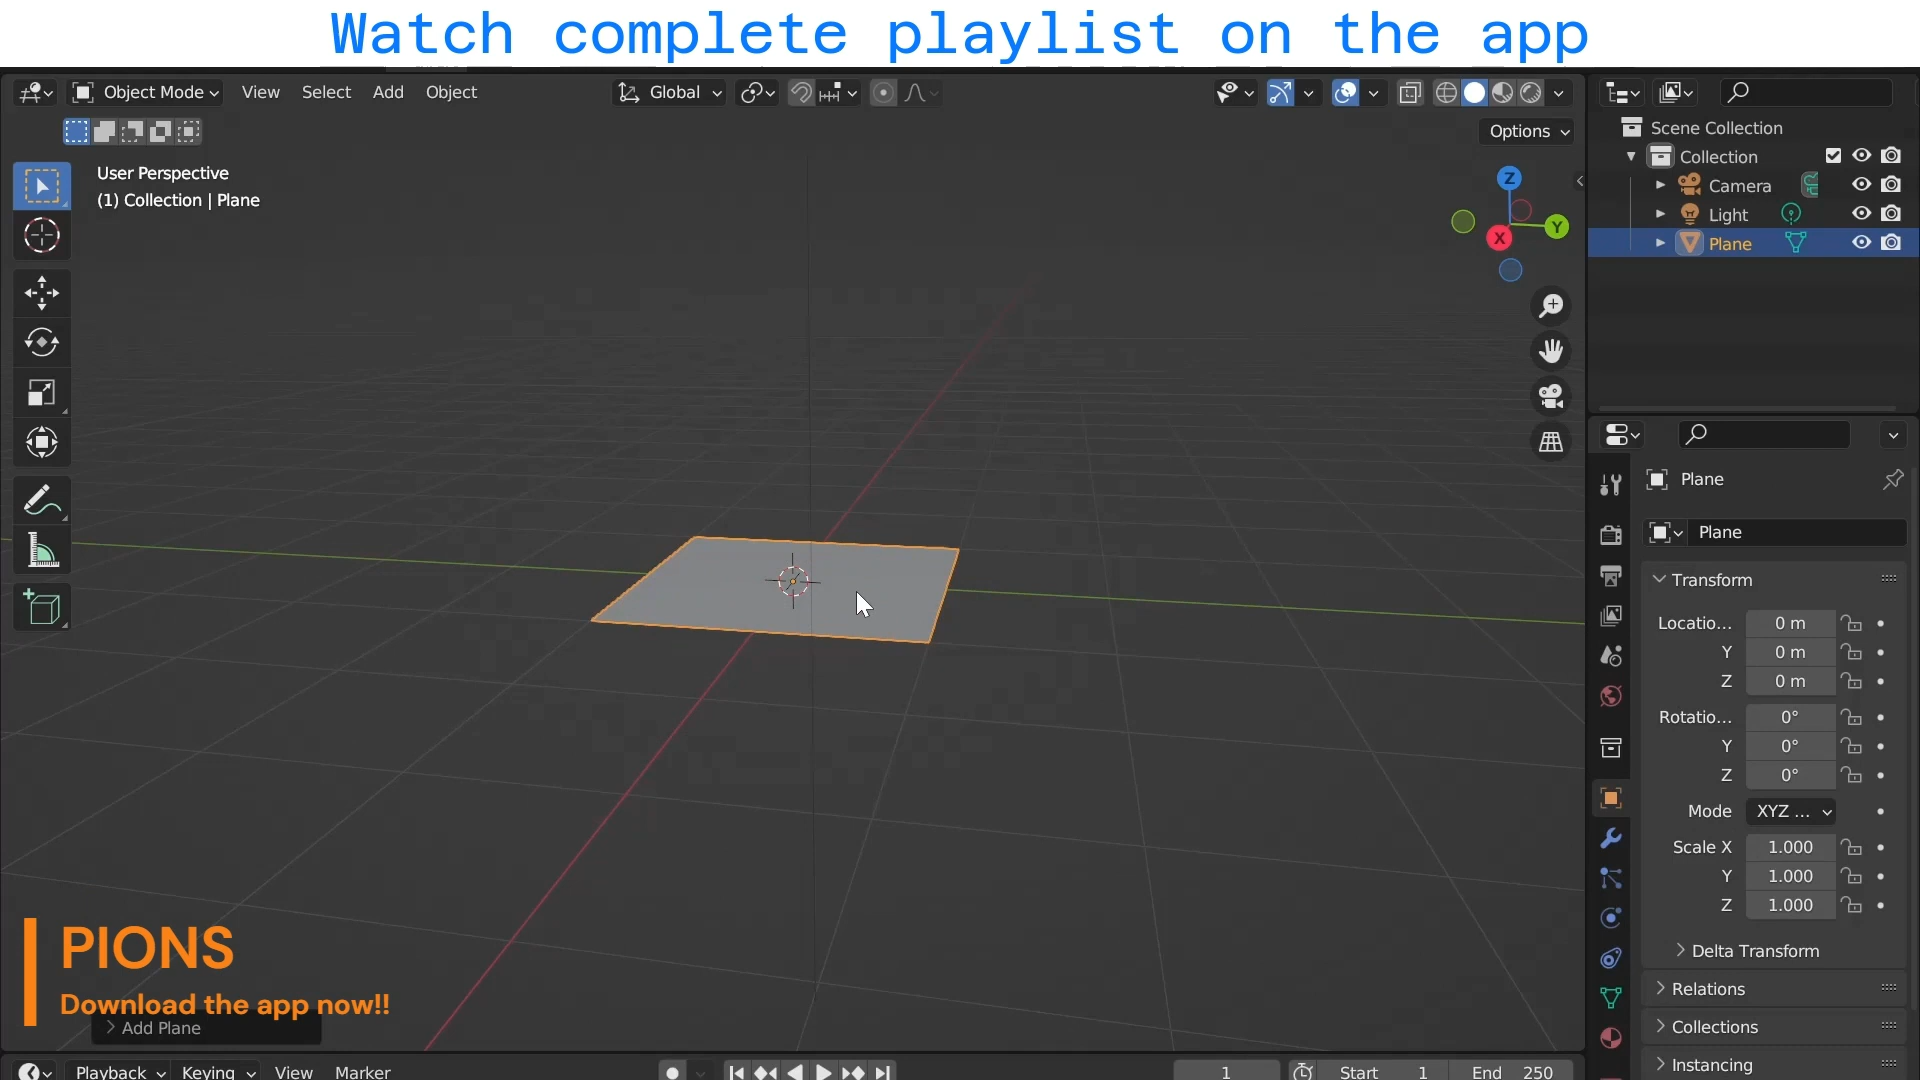 Watch complete playlist on the app
Object Mode View Select Add Object Global
Options
User Perspective
(1) Collection | Plane
Z
Y
X
Scene Collection
Collection
Camera
Light
Plane
Plane
Plane
Transform
Locatio... 0 m
Y 0 m
Z 0 m
Rotatio... 0°
Y 0°
Z 0°
Mode XYZ ...
Scale X 1.000
Y 1.000
Z 1.000
Delta Transform
Relations
Collections
Instancing
PIONS
Download the app now!!
Add Plane
Playback Keying View Marker 1 Start 1 End 250